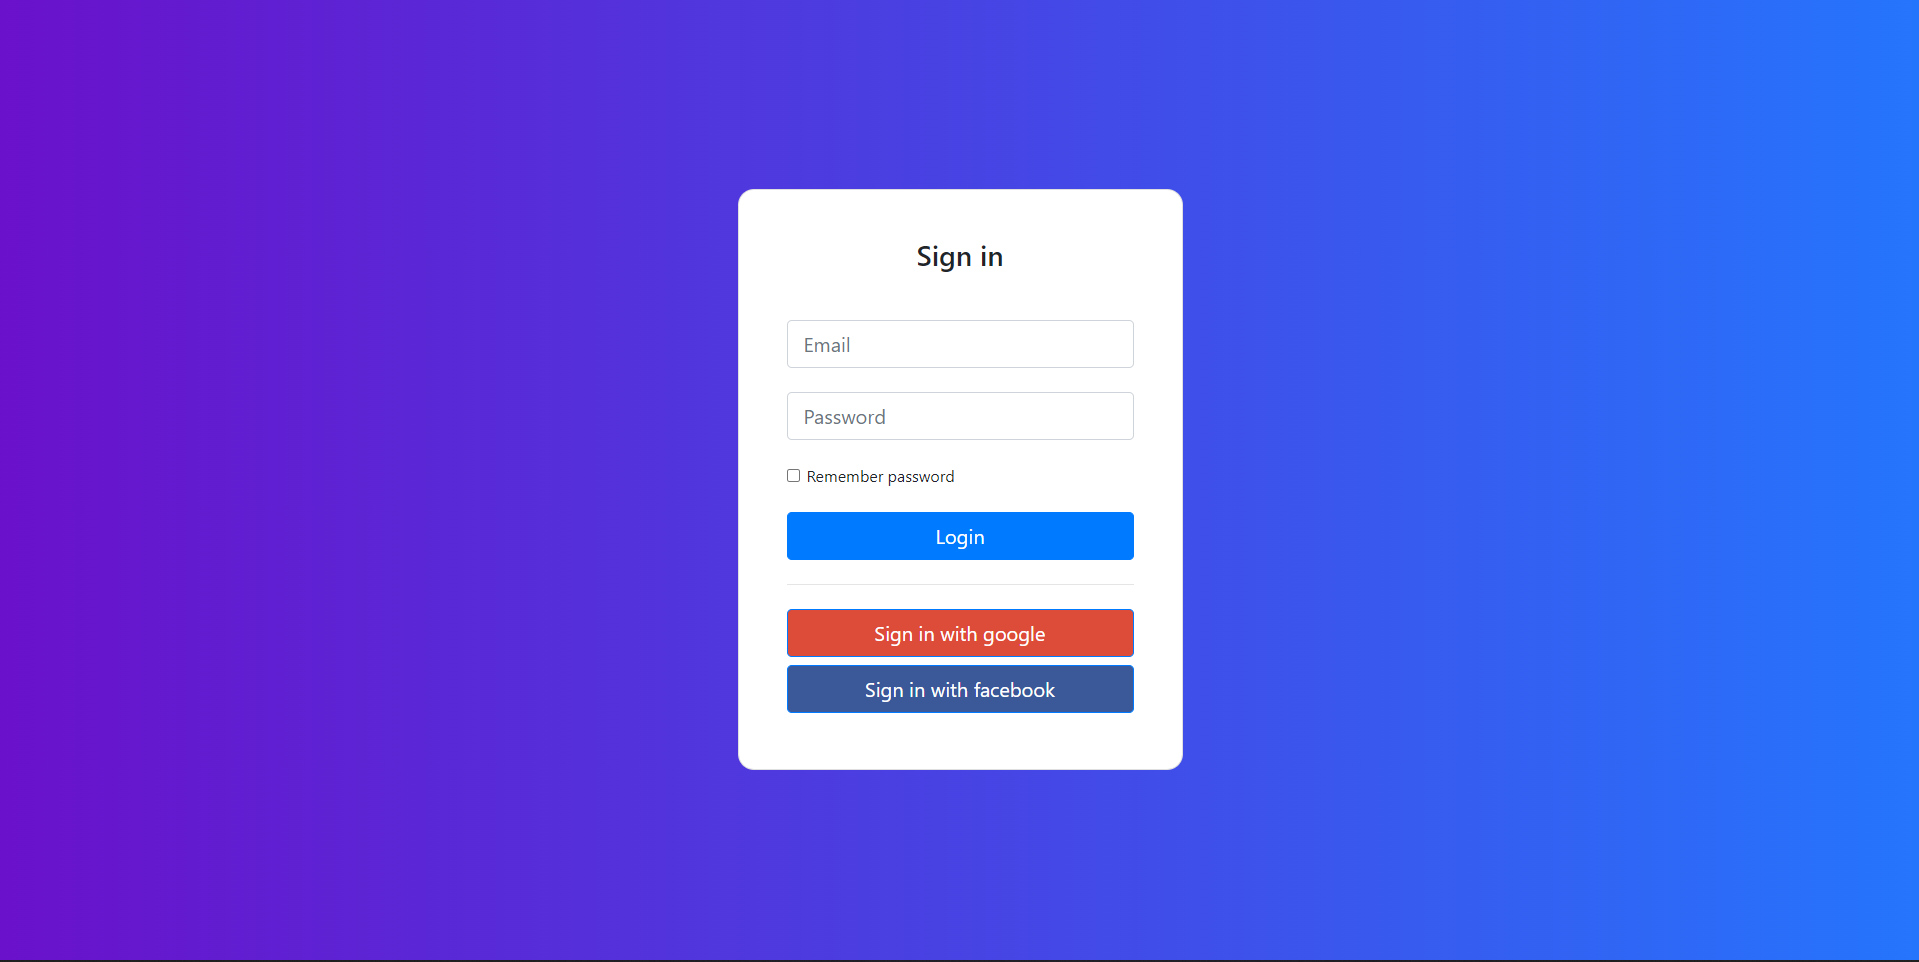 Sign in
Email
Password
Remember password
Login
Sign in with google
Sign in with facebook